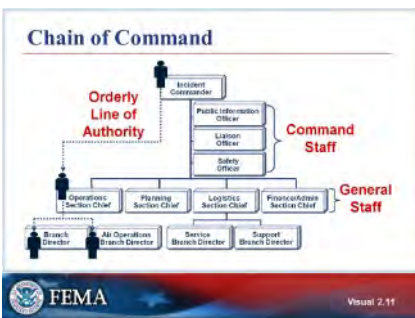 Chain of Command
Incident
Commander
Orderly
Line of
Authority
Public Information
Officer
Liaison
Officer
Safety
Officer
Command
Staff
Operations
Section Chief
Planning
Section Chief
Logistics
Section Chief
Finance/Admin
Section Chief
General
Staff
Branch
Director
Air Operations
Branch Director
Service
Branch Director
Support
Branch Director
FEMA
Visual 2.11